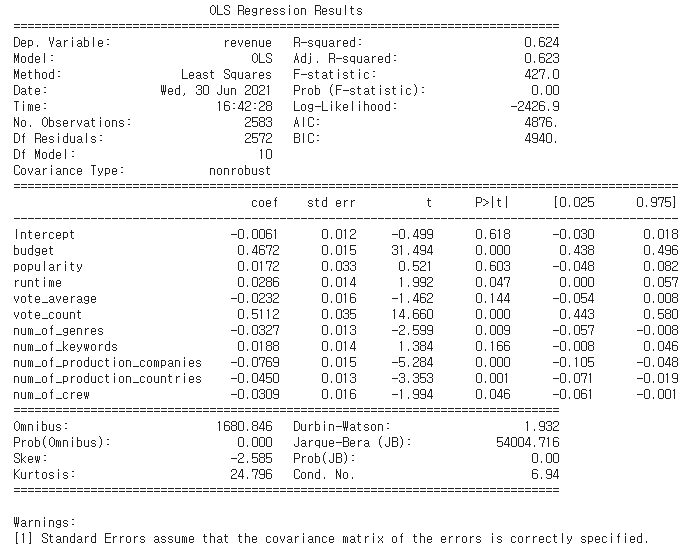 OLS Regression Results
==============================================================================
Dep. Variable:                revenue   R-squared:                       0.624
Model:                            OLS   Adj. R-squared:                  0.623
Method:                 Least Squares   F-statistic:                     427.0
Date:                Wed, 30 Jun 2021   Prob (F-statistic):               0.00
Time:                        16:42:28   Log-Likelihood:                -2426.9
No. Observations:                2583   AIC:                             4876.
Df Residuals:                    2572   BIC:                             4940.
Df Model:                          10
Covariance Type:            nonrobust
===============================================================================================
                                  coef    std err          t      P>|t|      [0.025      0.975]
-----------------------------------------------------------------------------------------------
Intercept                      -0.0061      0.012     -0.499      0.618      -0.030       0.018
budget                          0.4672      0.015     31.494      0.000       0.438       0.496
popularity                      0.0172      0.033      0.521      0.603      -0.048       0.082
runtime                         0.0286      0.014      1.992      0.047       0.000       0.057
vote_average                   -0.0232      0.016     -1.462      0.144      -0.054       0.008
vote_count                      0.5112      0.035     14.660      0.000       0.443       0.580
num_of_genres                  -0.0327      0.013     -2.599      0.009      -0.057      -0.008
num_of_keywords                 0.0188      0.014      1.384      0.166      -0.008       0.046
num_of_production_companies    -0.0769      0.015     -5.284      0.000      -0.105      -0.048
num_of_production_countries    -0.0450      0.013     -3.353      0.001      -0.071      -0.019
num_of_crew                    -0.0309      0.016     -1.994      0.046      -0.061      -0.001
==============================================================================
Omnibus:                     1680.846   Durbin-Watson:                   1.932
Prob(Omnibus):                  0.000   Jarque-Bera (JB):            54004.716
Skew:                          -2.585   Prob(JB):                         0.00
Kurtosis:                      24.796   Cond. No.                         6.94
==============================================================================

Warnings:
[1] Standard Errors assume that the covariance matrix of the errors is correctly specified.